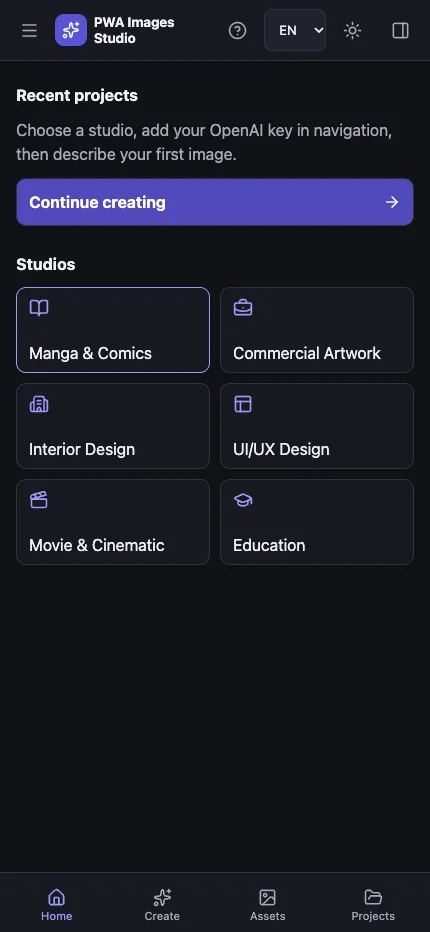 PWA Images
Studio
EN
Recent projects
Choose a studio, add your OpenAI key in navigation,
then describe your first image.
Continue creating
Studios
Manga & Comics
Commercial Artwork
Interior Design
UI/UX Design
Movie & Cinematic
Education
Home
Create
Assets
Projects